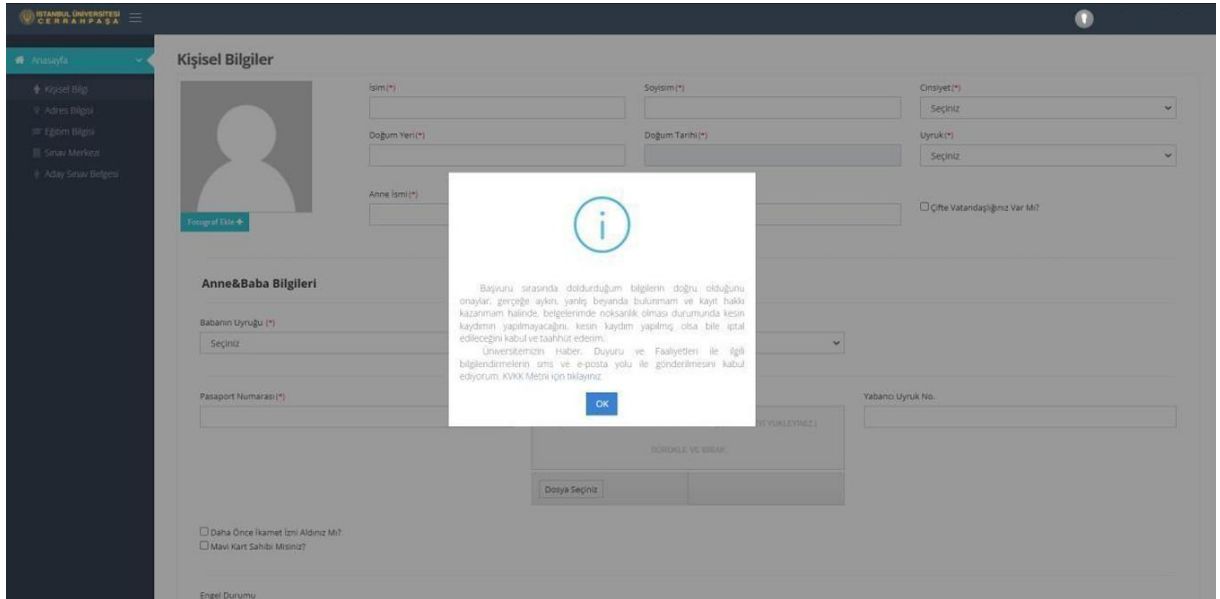 İSTANBUL ÜNİVERSİTESİ
CERRAHPAŞA
Anasayfa
Kişisel Bilgi
Adres Bilgisi
Eğitim Bilgisi
Sınav Merkezi
Aday Sınav Belgesi
Kişisel Bilgiler
İsim(*)
Soyisim(*)
Cinsiyet(*)
Seçiniz
Doğum Yeri(*)
Doğum Tarihi(*)
Uyruk(*)
Seçiniz
Anne İsmi(*)
Çifte Vatandaşlığınız Var Mı?
Fotoğraf Ekle
Anne&Baba Bilgileri
Babanın Uyruğu (*)
Seçiniz
Başvuru sırasında doldurduğum bilgilerin doğru olduğunu
onaylar, gerçeğe aykırı, yanlış beyanda bulunmam ve kayıt hakkı
kazanmam halinde, belgelerimde noksanlık olması durumunda kesin
kaydımın yapılmayacağını, kesin kaydım yapılmış olsa bile iptal
edileceğini kabul ve taahhüt ederim.
Üniversitemizin Haber, Duyuru ve Faaliyetleri ile ilgili
bilgilendirmelerin sms ve e-posta yolu ile gönderilmesini kabul
ediyorum. KVKK Metni için tıklayınız
OK
Pasaport Numarası(*)
Yabancı Uyruk No.
YÜKLEYİNİZ.)
SÜRÜKLE VE BIRAK
Dosya Seçiniz
Daha Önce İkamet İzni Aldınız Mı?
Mavi Kart Sahibi Misiniz?
Engel Durumu